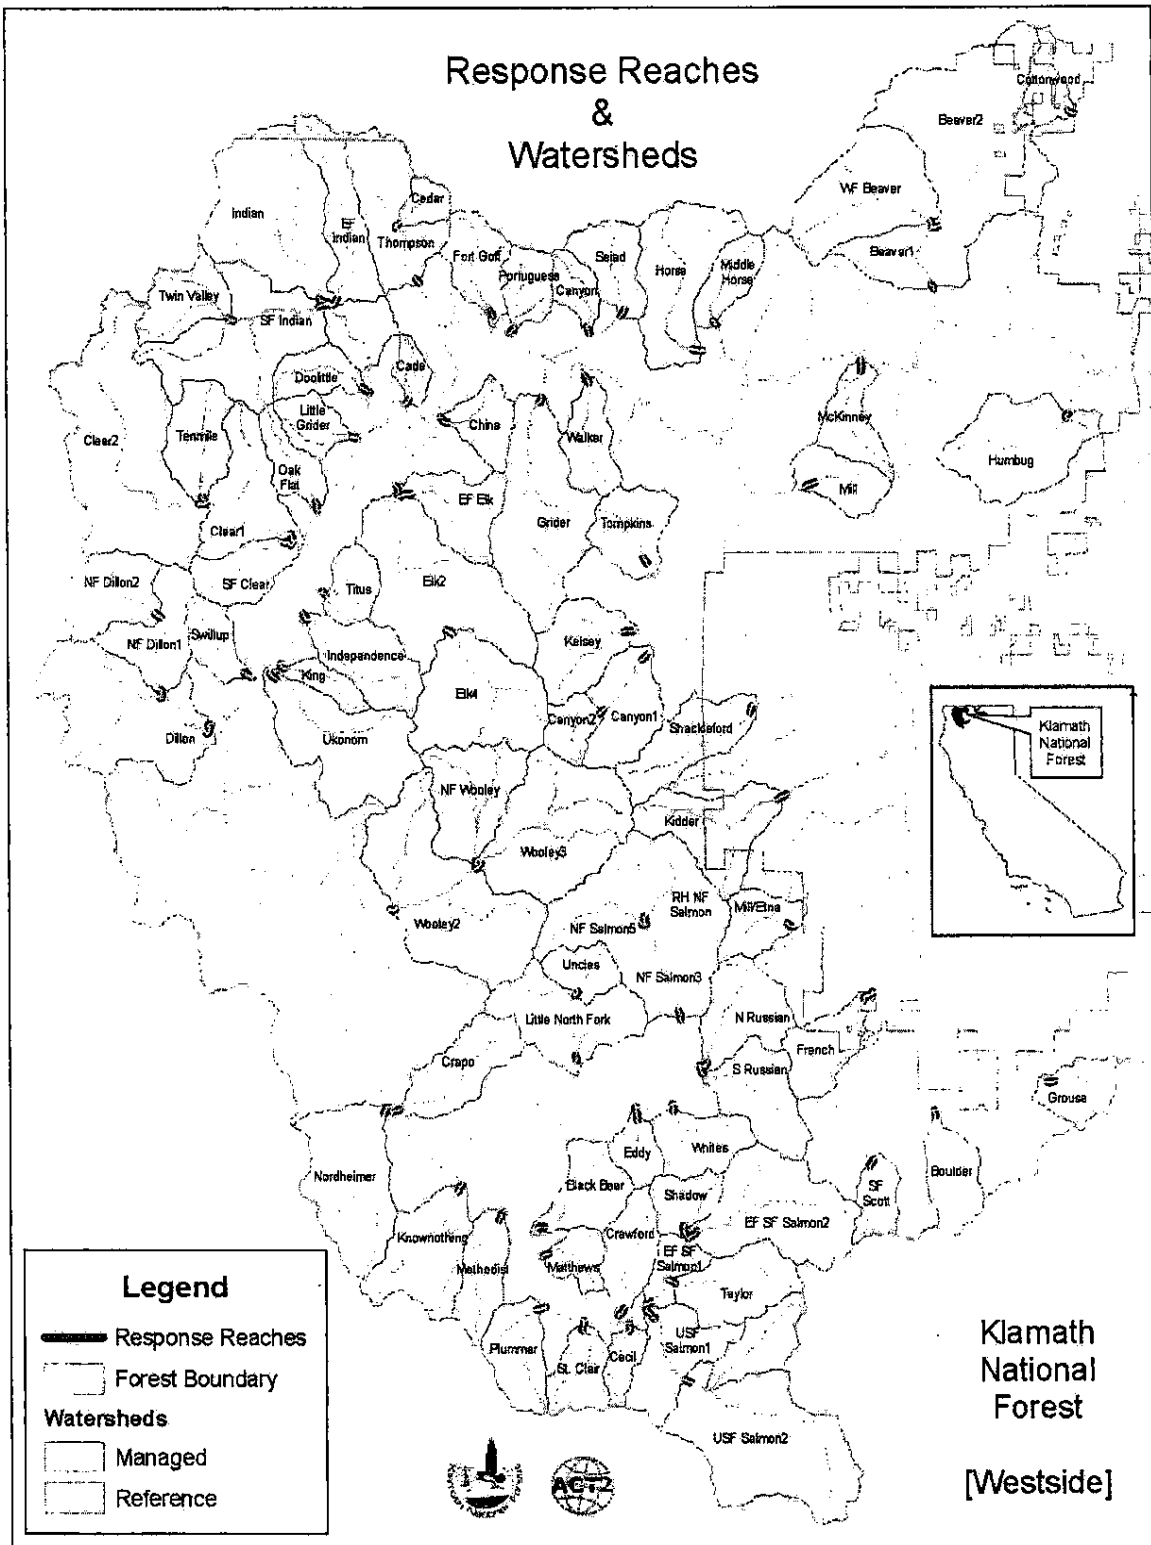 Response Reaches
&
Watersheds
Cottonwood
Beaver2
WF Beaver
Beaver1
Cedar
Indian
EF
Indian
Thompson
Fort Goff
Portuguese
Canyon
Seiad
Horse
Middle
Horse
Twin Valley
SF Indian
Doolittle
Cade
Little
Grider
China
Walker
McKinney
Humbug
Mill
Clear2
Tenmile
Oak
Flat
EF Elk
Grider
Tompkins
Clear1
NF Dillon2
SF Clear
Titus
Elk2
NF Dillon1
Swillup
Independence
King
Kelsey
Elk1
Canyon2
Canyon1
Shackleford
Dillon
Ukonom
Klamath
National
Forest
NF Wooley
Kidder
Wooley3
RH NF
Salmon
Mill/Etna
Wooley2
NF Salmon5
Uncles
NF Salmon3
Little North Fork
N Russian
French
Crapo
S Russian
Grouse
Eddy
Whites
Nordheimer
Black Bear
Shadow
SF
Scott
Boulder
Knownothing
Crawford
EF SF Salmon2
Methodist
Matthews
EF SF
Salmon1
Taylor
Plummer
St. Clair
Cecil
USF
Salmon1
USF Salmon2
Legend
Response Reaches
Forest Boundary
Watersheds
Managed
Reference
ACT2
Klamath
National
Forest
[Westside]